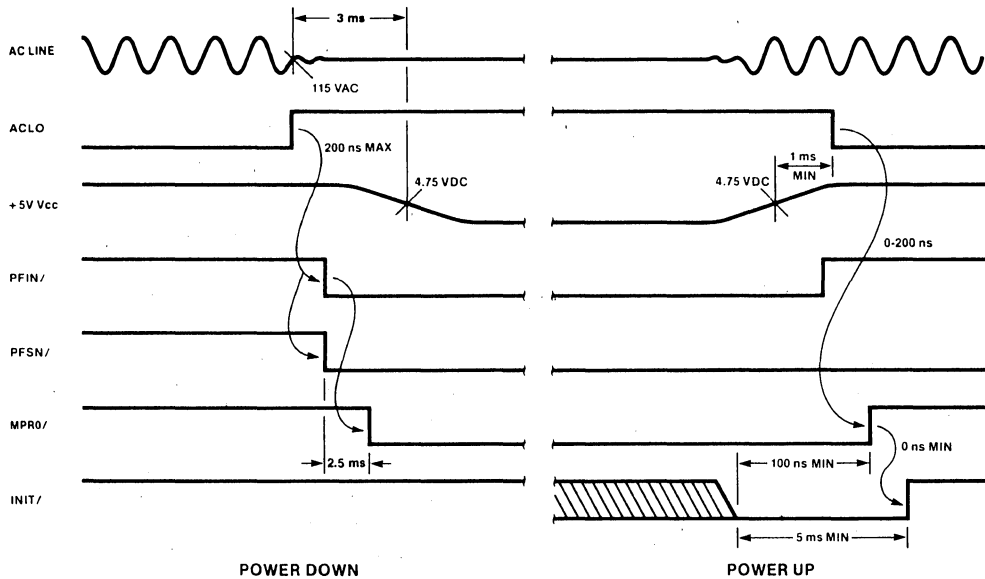 3 ms
AC LINE
115 VAC
ACLO
200 ns MAX
1 ms
MIN
4.75 VDC
4.75 VDC
+ 5V Vcc
0-200 ns
PFIN/
PFSN/
MPRO/
0 ns MIN
2.5 ms
100 ns MIN
INIT/
5 ms MIN
POWER DOWN
POWER UP